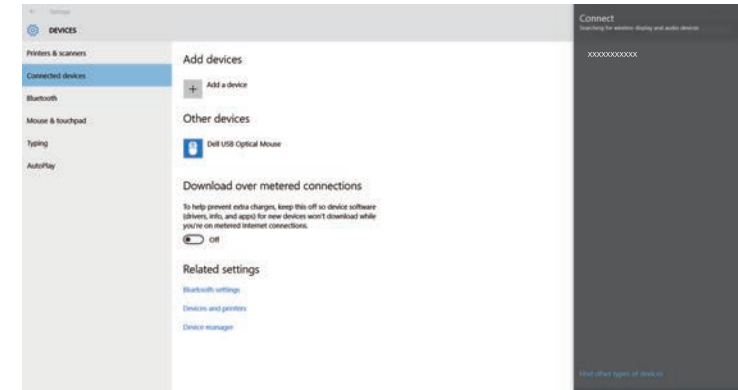 Settings
DEVICES
Printers & scanners
Connected devices
Bluetooth
Mouse & touchpad
Typing
AutoPlay
Add devices
Add a device
Other devices
Dell USB Optical Mouse
Download over metered connections
To help prevent extra charges, keep this off so device software
(drivers, info, and apps) for new devices won't download while
you're on metered Internet connections.
Off
Related settings
Bluetooth settings
Devices and printers
Device manager
Connect
Searching for wireless display and audio devices
xxxxxxxxxxx
Find other types of devices